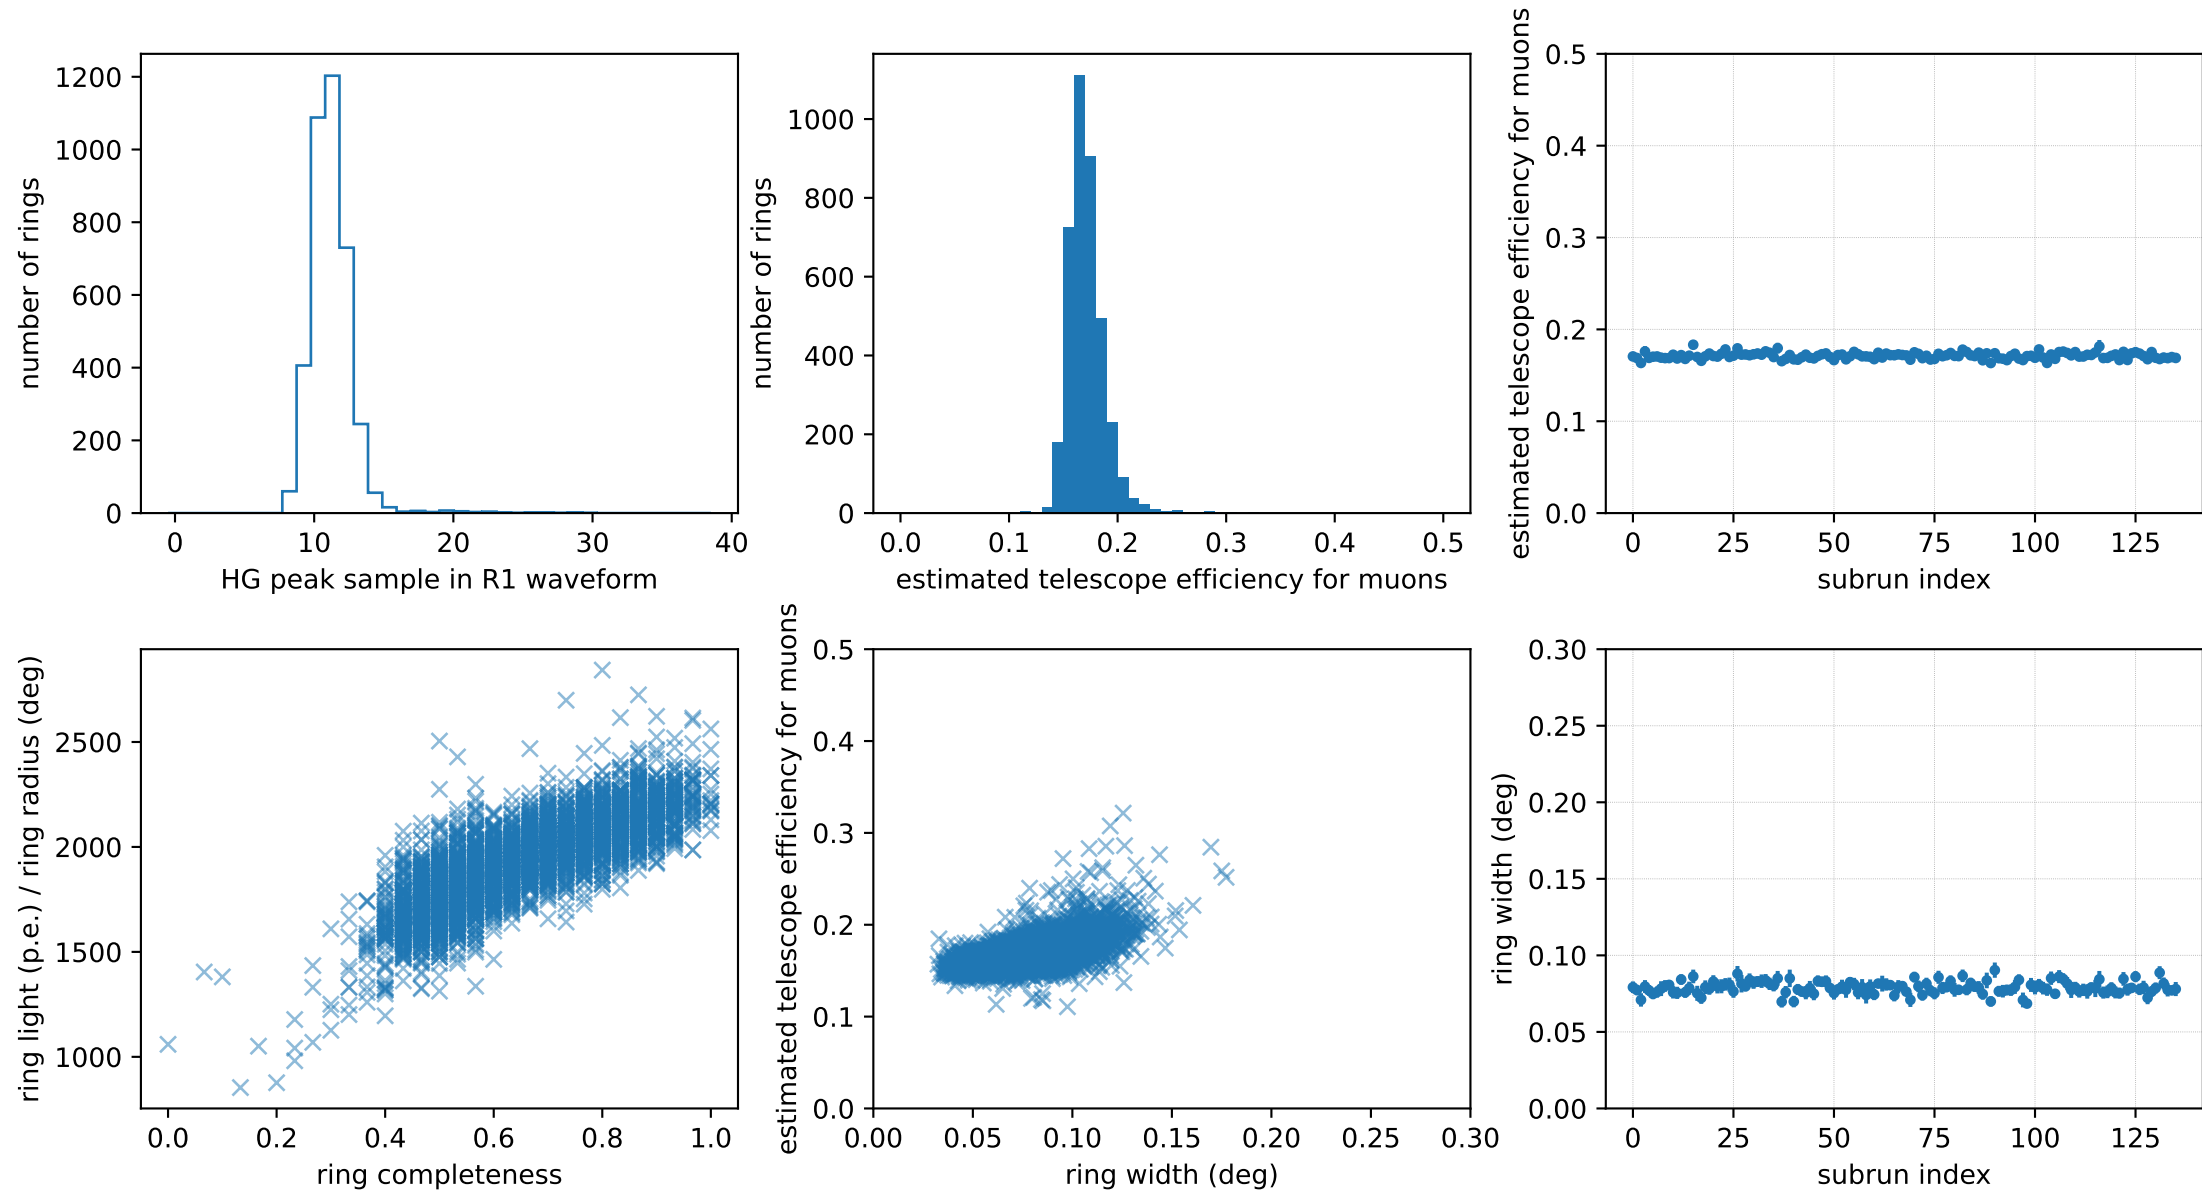 number of rings
1200
1000
800
600
400
200
0
0 10 20 30 40
HG peak sample in R1 waveform
number of rings
1000
800
600
400
200
0
0.0 0.1 0.2 0.3 0.4 0.5
estimated telescope efficiency for muons
estimated telescope efficiency for muons
0.5
0.4
0.3
0.2
0.1
0.0
0 25 50 75 100 125
subrun index
ring light (p.e.) / ring radius (deg)
2500
2000
1500
1000
0.0 0.2 0.4 0.6 0.8 1.0
ring completeness
estimated telescope efficiency for muons
0.5
0.4
0.3
0.2
0.1
0.0
0.00 0.05 0.10 0.15 0.20 0.25 0.30
ring width (deg)
ring width (deg)
0.30
0.25
0.20
0.15
0.10
0.05
0.00
0 25 50 75 100 125
subrun index